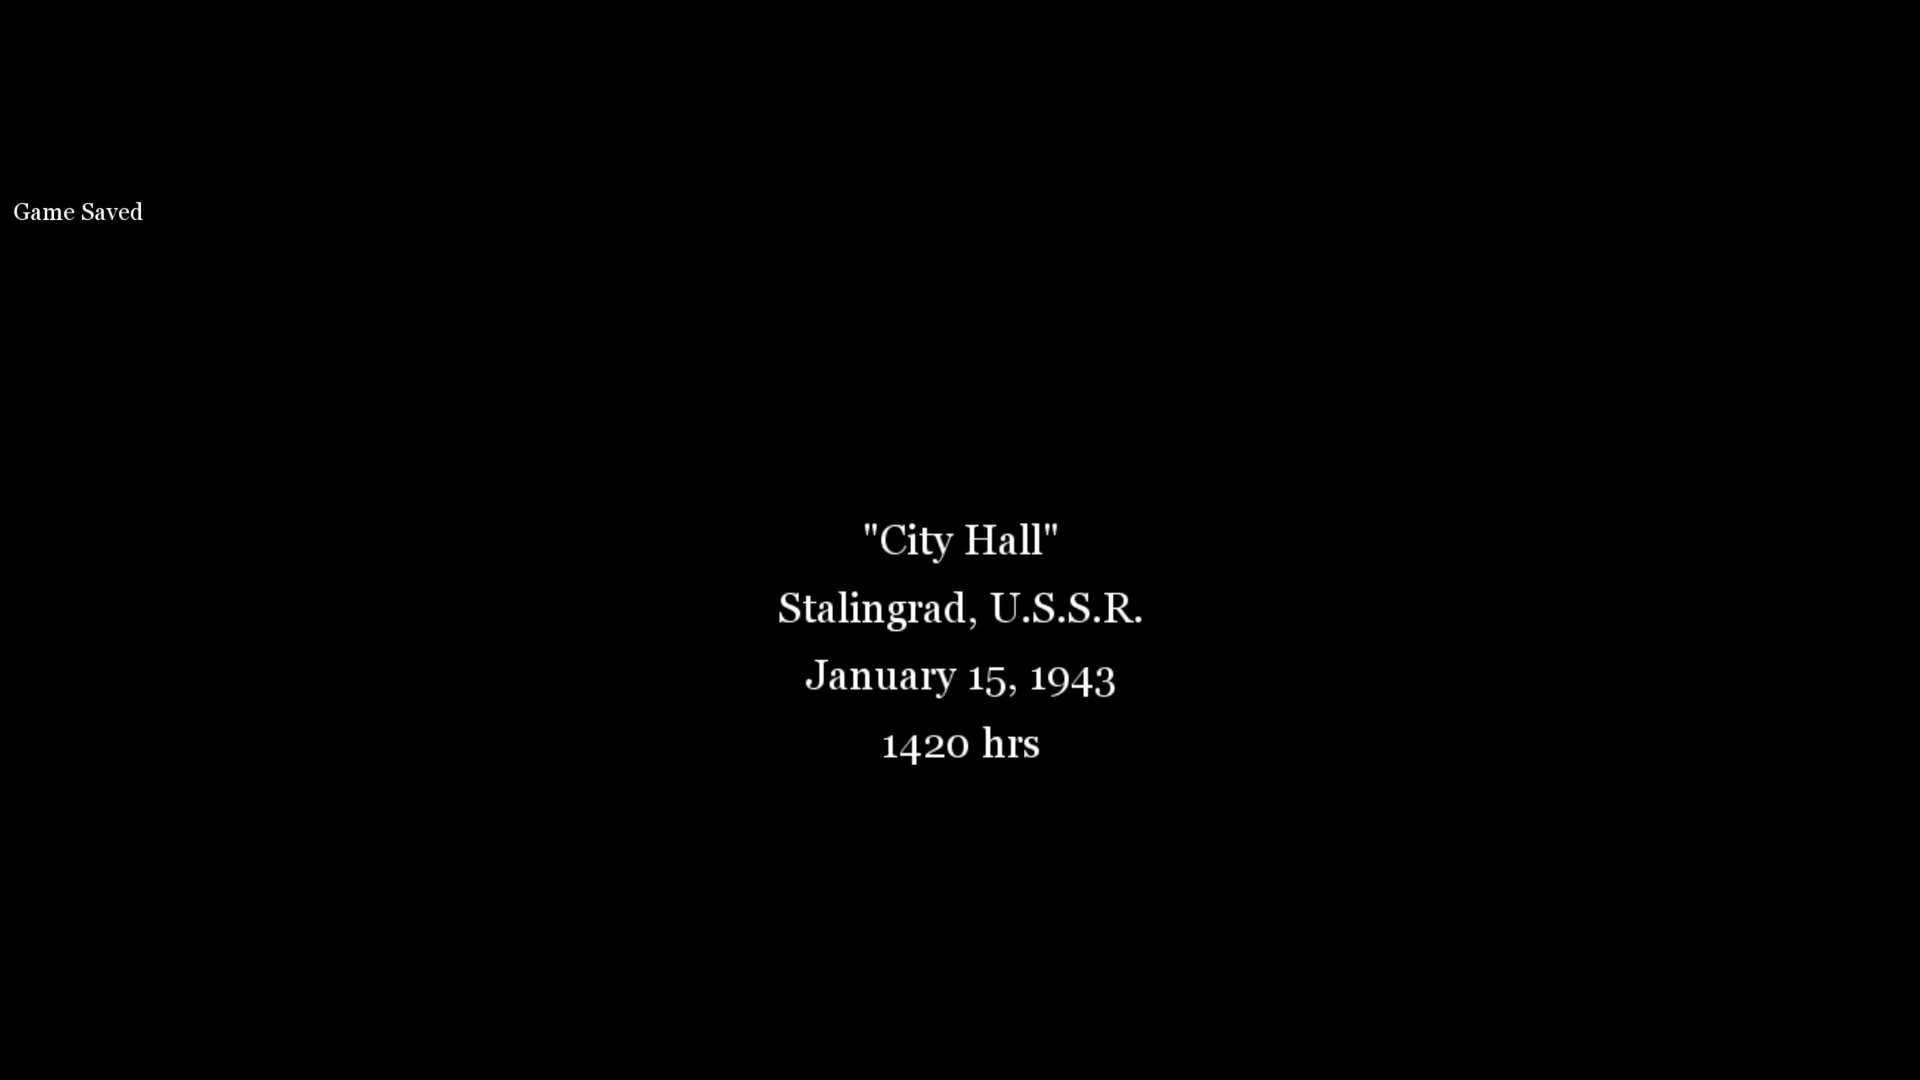 Game Saved
"City Hall"
Stalingrad, U.S.S.R.
January 15, 1943
1420 hrs